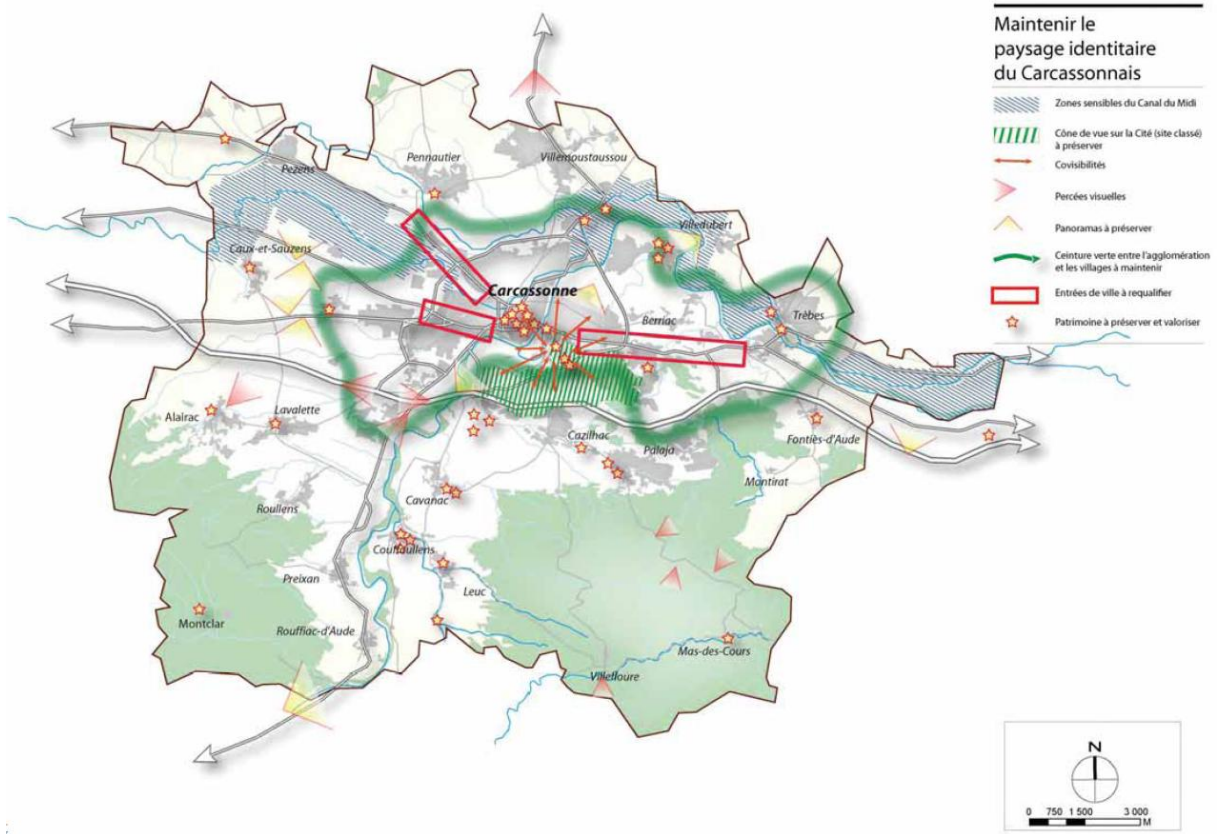 Maintenir le
paysage identitaire
du Carcassonnais
Zones sensibles du Canal du Midi
Cône de vue sur la Cité (site classé)
à préserver
Covisibilités
Percées visuelles
Panoramas à préserver
Ceinture verte entre l'agglomération
et les villages à maintenir
Entrées de ville à requalifier
Patrimoine à préserver et valoriser
Pennautier
Villemoustaussou
Pezens
Villedubert
Caux-et-Sauzens
Carcassonne
Trèbes
Berriac
Alairac
Lavalette
Cazilhac
Palaja
Fontiès-d'Aude
Montirat
Cavanac
Roullens
Couffoullens
Preixan
Leuc
Montclar
Rouffiac-d'Aude
Mas-des-Cours
Villefloure
N
0 750 1 500 3 000
M